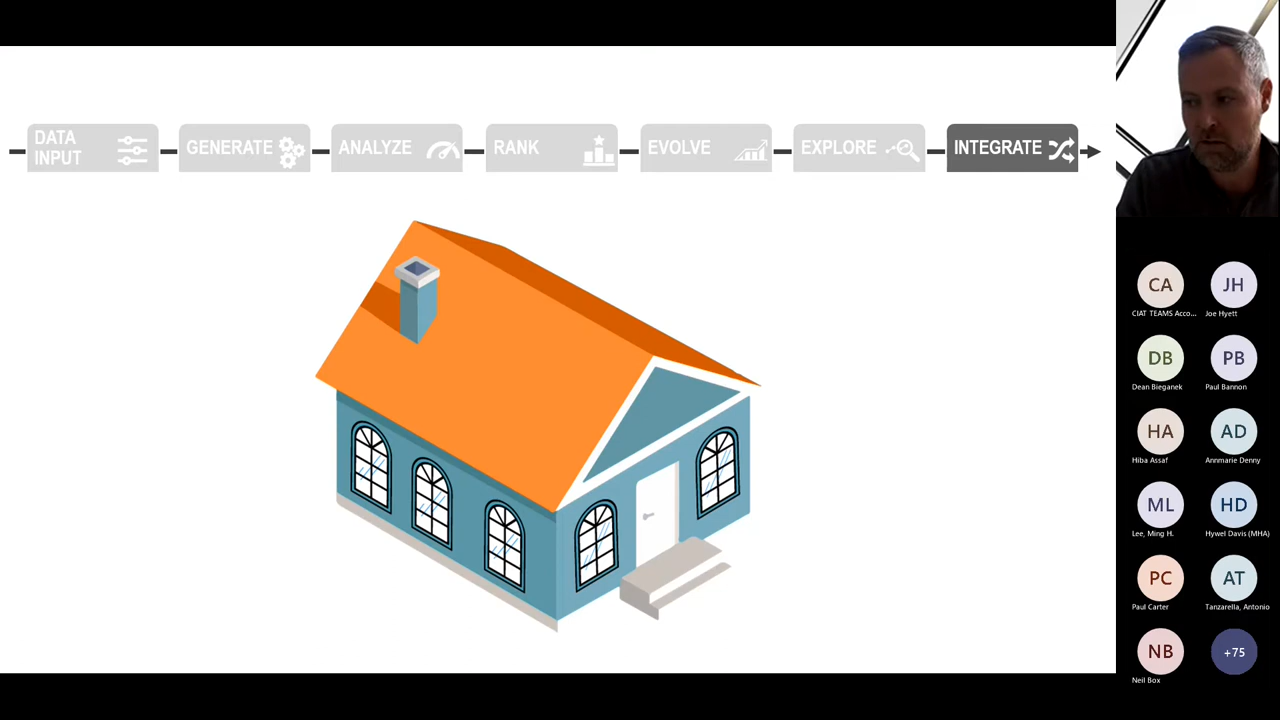 DATA
INPUT
GENERATE
ANALYZE
RANK
EVOLVE
EXPLORE
INTEGRATE
CA
JH
CIAT TEAMS Acco...
Joe Hyett
DB
PB
Dean Bieganek
Paul Bannon
HA
AD
Hiba Assaf
Annmarie Denny
ML
HD
Lee, Ming H.
Hywel Davis (MHA)
PC
AT
Paul Carter
Tanzarella, Antonio
NB
+75
Neil Box